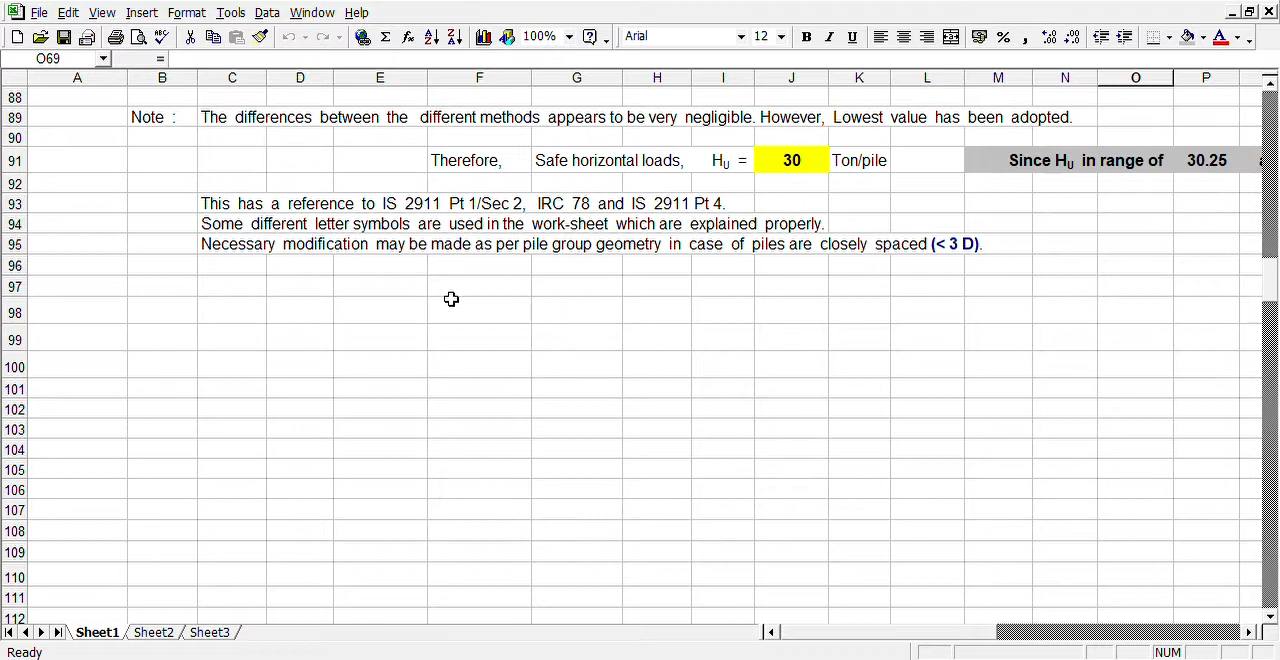 File Edit View Insert Format Tools Data Window Help
100% Arial 12 B I U
O69 =
A B C D E F G H I J K L M N O P
88
89 Note : The differences between the different methods appears to be very negligible. However, Lowest value has been adopted.
90
91 Therefore, Safe horizontal loads, HU = 30 Ton/pile Since HU in range of 30.25
92
93 This has a reference to IS 2911 Pt 1/Sec 2, IRC 78 and IS 2911 Pt 4.
94 Some different letter symbols are used in the work-sheet which are explained properly.
95 Necessary modification may be made as per pile group geometry in case of piles are closely spaced (< 3 D).
96
97
98
99
100
101
102
103
104
105
106
107
108
109
110
111
112
Sheet1 Sheet2 Sheet3
Ready NUM